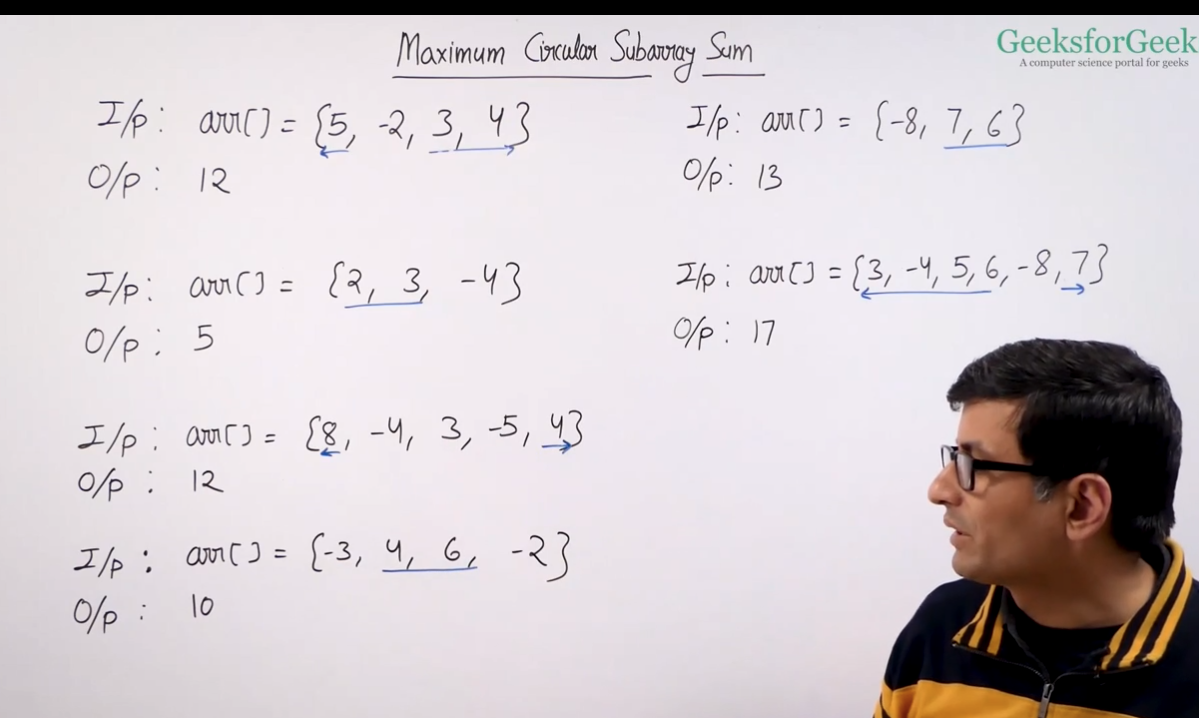 Maximum Circular Subarray Sum
GeeksforGeek
A computer science portal for geeks
I/p: arr[] = {5, -2, 3, 4}
O/p: 12
I/p: arr[] = {2, 3, -4}
O/p: 5
I/p: arr[] = {8, -4, 3, -5, 4}
O/p: 12
I/p: arr[] = {-3, 4, 6, -2}
O/p: 10
I/p: arr[] = {-8, 7, 6}
O/p: 13
I/p: arr[] = {3, -4, 5, 6, -8, 7}
O/p: 17